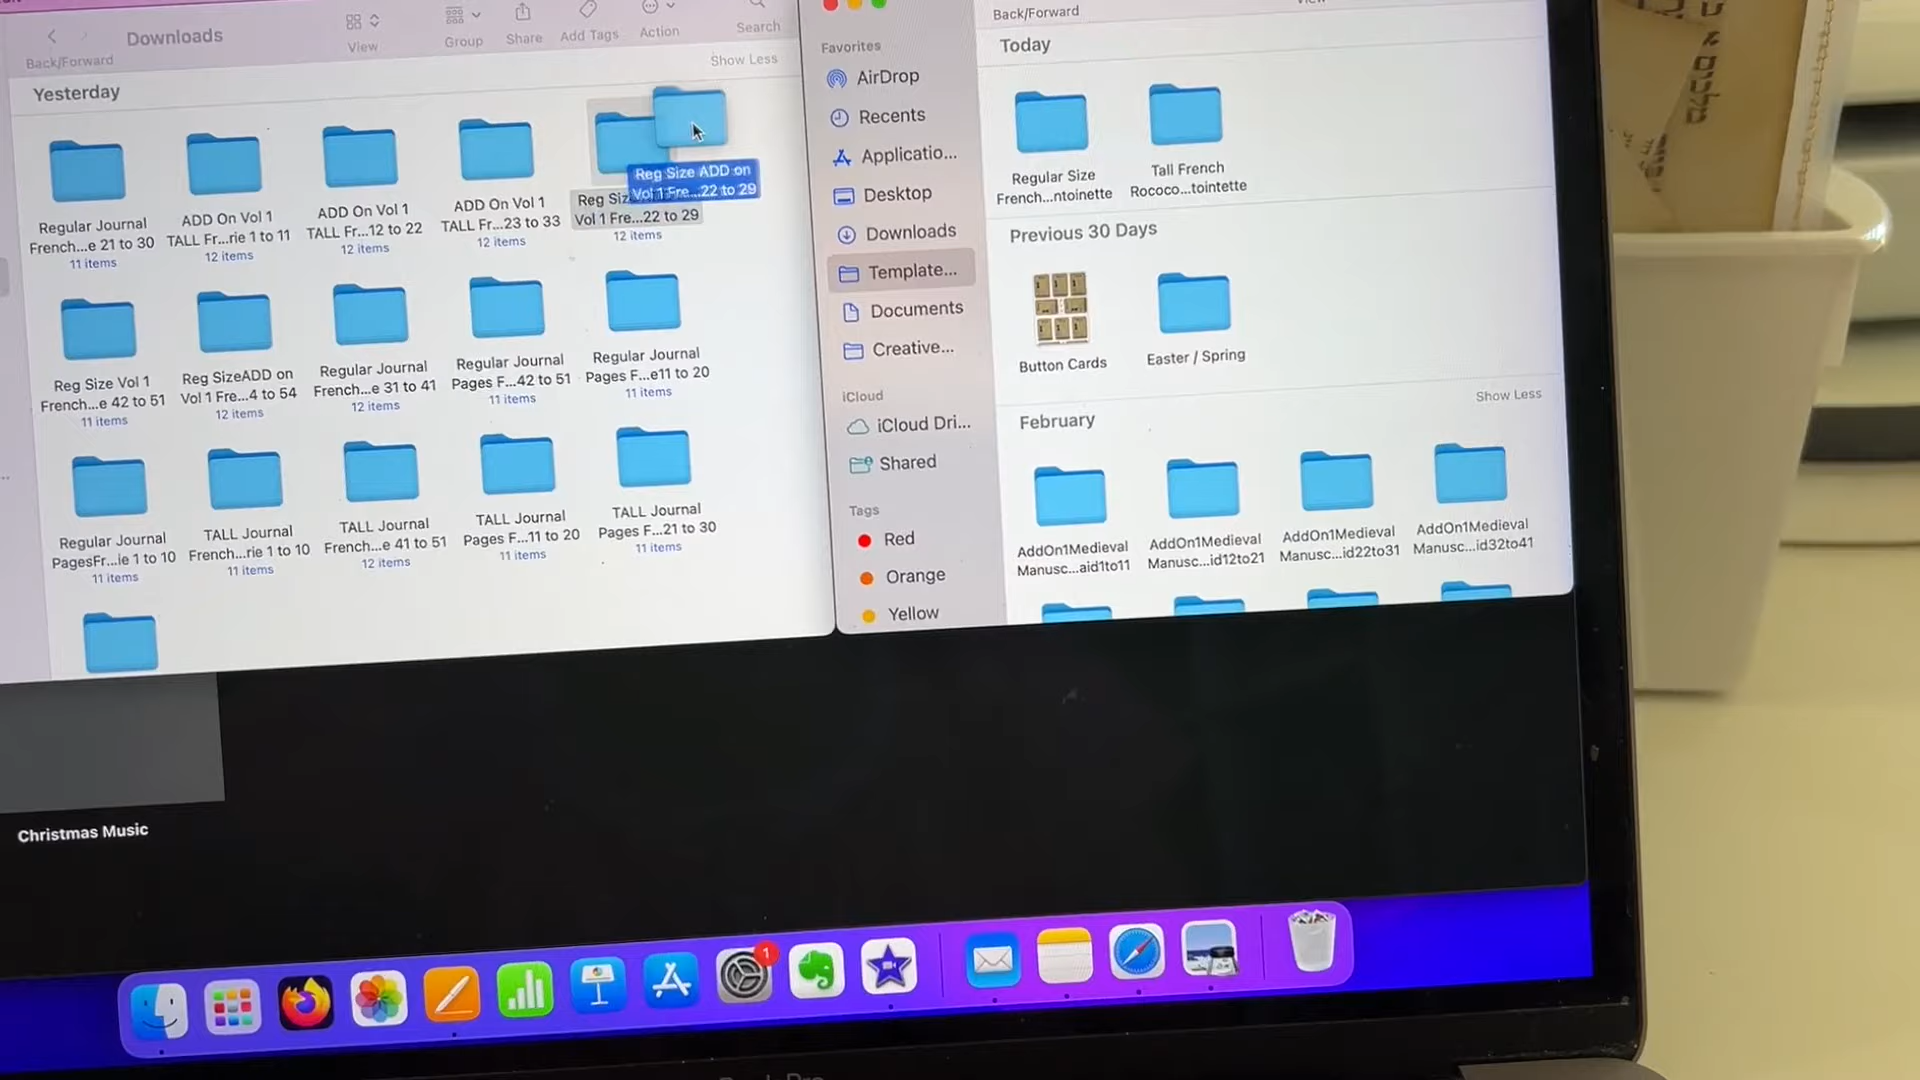 Downloads
View
Group
Share
Add Tags
Action
Search
Back/Forward
Show Less
Yesterday
Regular Journal
French...e 21 to 30
11 items
ADD On Vol 1
TALL Fr...rie 1 to 11
12 items
ADD On Vol 1
TALL Fr...12 to 22
12 items
ADD On Vol 1
TALL Fr...23 to 33
12 items
Reg Siz
Vol 1 Fre...22 to 29
12 items
Reg Size ADD on
Vol 1 Fre...22 to 29
Reg Size Vol 1
French...e 42 to 51
11 items
Reg SizeADD on
Vol 1 Fre...4 to 54
12 items
Regular Journal
French...e 31 to 41
12 items
Regular Journal
Pages F...42 to 51
11 items
Regular Journal
Pages F...e11 to 20
11 items
Regular Journal
PagesFr...ie 1 to 10
11 items
TALL Journal
French...rie 1 to 10
11 items
TALL Journal
French...e 41 to 51
12 items
TALL Journal
Pages F...11 to 20
11 items
TALL Journal
Pages F...21 to 30
11 items
Favorites
AirDrop
Recents
Applicatio...
Desktop
Downloads
Template...
Documents
Creative...
iCloud
iCloud Dri...
Shared
Tags
Red
Orange
Yellow
Back/Forward
Today
Regular Size
French...ntoinette
Tall French
Rococo...tointette
Previous 30 Days
Button Cards
Easter / Spring
Show Less
February
AddOn1Medieval
Manusc...aid1to11
AddOn1Medieval
Manusc...id12to21
AddOn1Medieval
Manusc...id22to31
AddOn1Medieval
Manusc...id32to41
Christmas Music
1